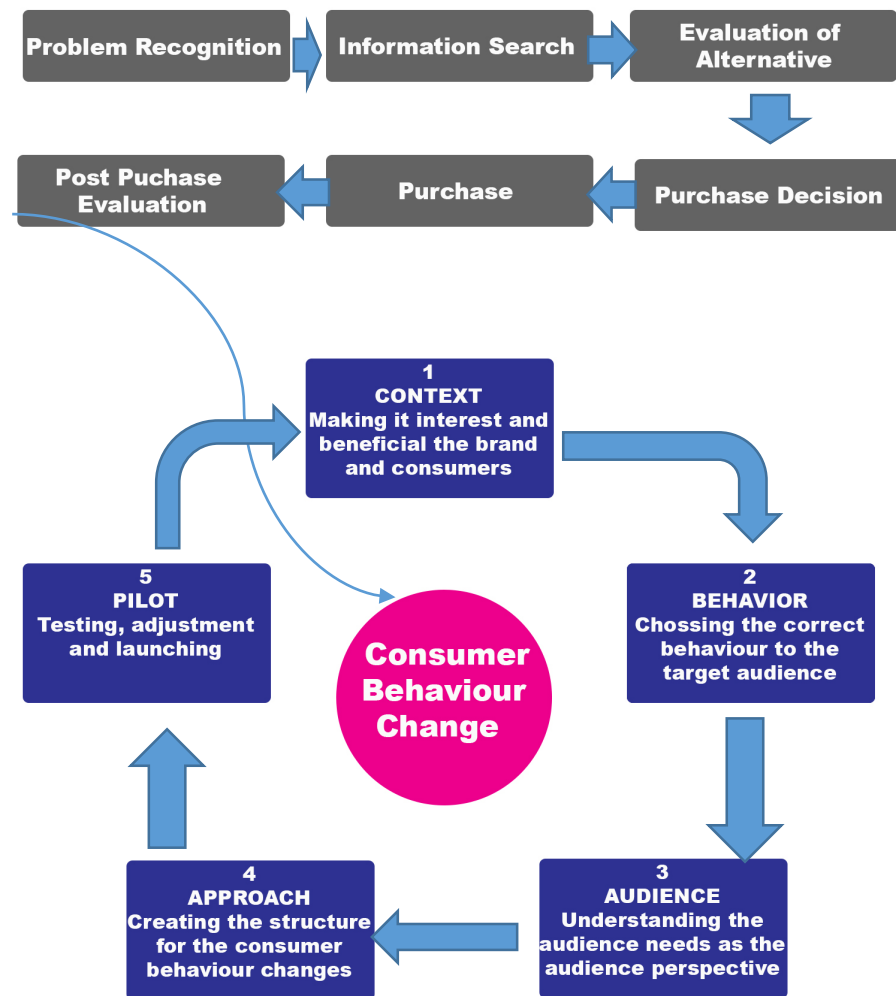 Problem Recognition
Information Search
Evaluation of
Alternative
Post Puchase
Evaluation
Purchase
Purchase Decision
1
CONTEXT
Making it interest and
beneficial the brand
and consumers
5
PILOT
Testing, adjustment
and launching
2
BEHAVIOR
Chossing the correct
behaviour to the
target audience
Consumer
Behaviour
Change
4
APPROACH
Creating the structure
for the consumer
behaviour changes
3
AUDIENCE
Understanding the
audience needs as the
audience perspective